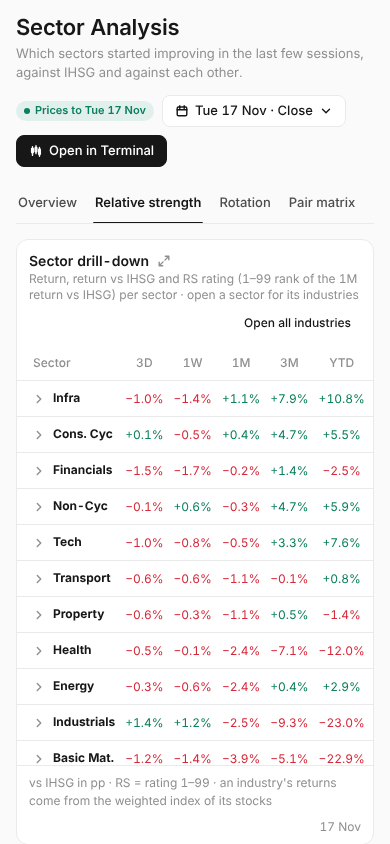 Sector Analysis
Which sectors started improving in the last few sessions,
against IHSG and against each other.
Prices to Tue 17 Nov
Tue 17 Nov · Close
Open in Terminal
Overview Relative strength Rotation Pair matrix
Sector drill-down
Return, return vs IHSG and RS rating (1–99 rank of the 1M
return vs IHSG) per sector · open a sector for its industries
Open all industries
Sector 3D 1W 1M 3M YTD
Infra −1.0% −1.4% +1.1% +7.9% +10.8%
Cons. Cyc +0.1% −0.5% +0.4% +4.7% +5.5%
Financials −1.5% −1.7% −0.2% +1.4% −2.5%
Non-Cyc −0.1% +0.6% −0.3% +4.7% +5.9%
Tech −1.0% −0.8% −0.5% +3.3% +7.6%
Transport −0.6% −0.6% −1.1% −0.1% +0.8%
Property −0.6% −0.3% −1.1% +0.5% −1.4%
Health −0.5% −0.1% −2.4% −7.1% −12.0%
Energy −0.3% −0.6% −2.4% +0.4% +2.9%
Industrials +1.4% +1.2% −2.5% −9.3% −23.0%
Basic Mat. −1.2% −1.4% −3.9% −5.1% −22.9%
vs IHSG in pp · RS = rating 1–99 · an industry's returns
come from the weighted index of its stocks
17 Nov